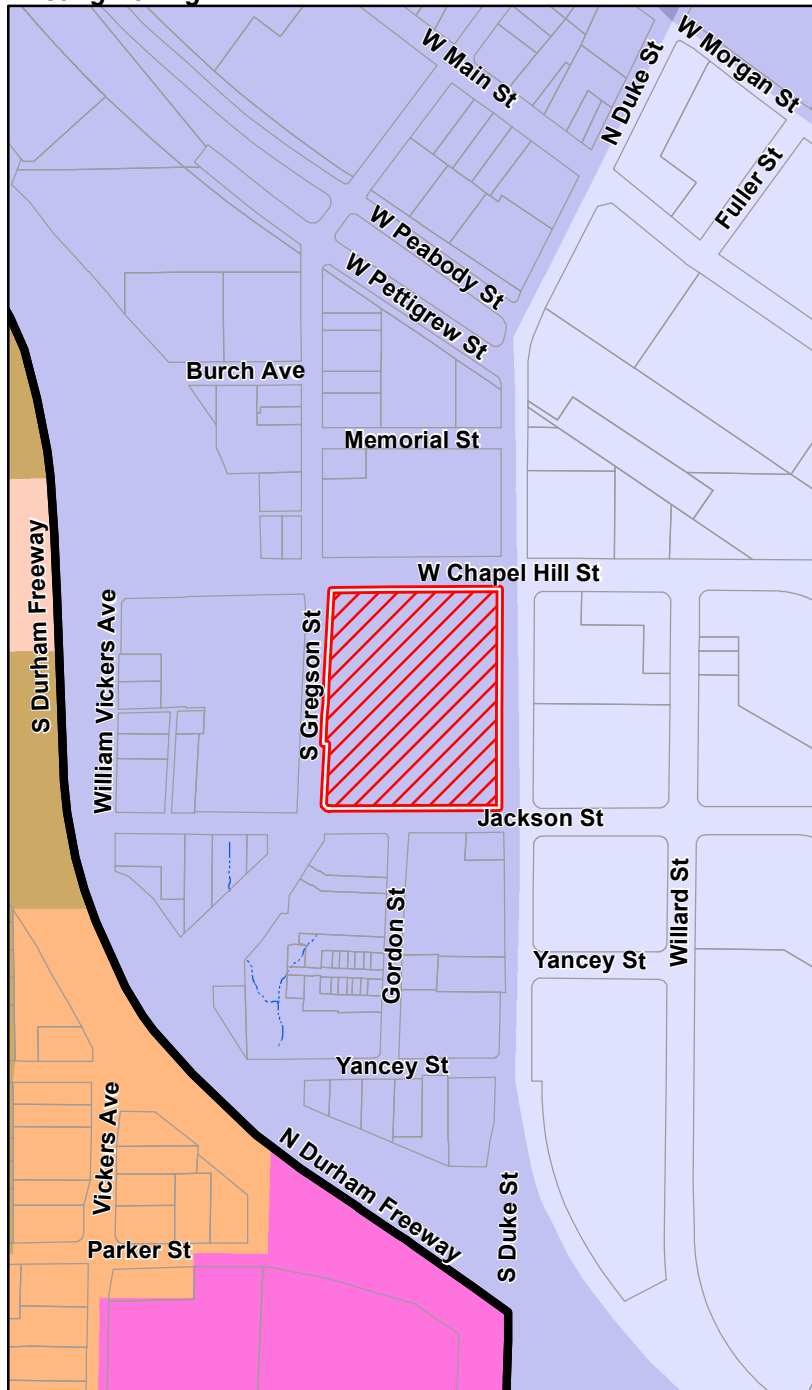 W Main St
N Duke St
W Morgan St
Fuller St
W Peabody St
W Pettigrew St
Burch Ave
Memorial St
W Chapel Hill St
S Durham Freeway
William Vickers Ave
S Gregson St
Jackson St
Gordon St
Willard St
Yancey St
Yancey St
Vickers Ave
N Durham Freeway
S Duke St
Parker St